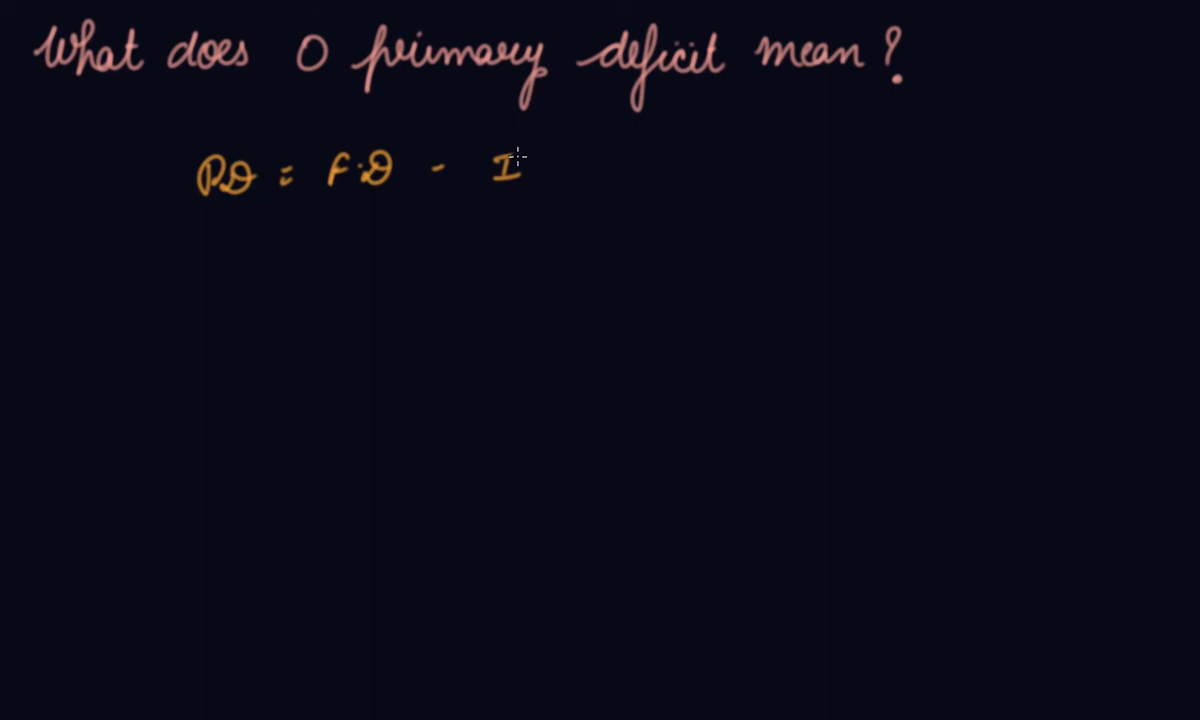 What does 0 primary deficit mean?
PD = F.D - I